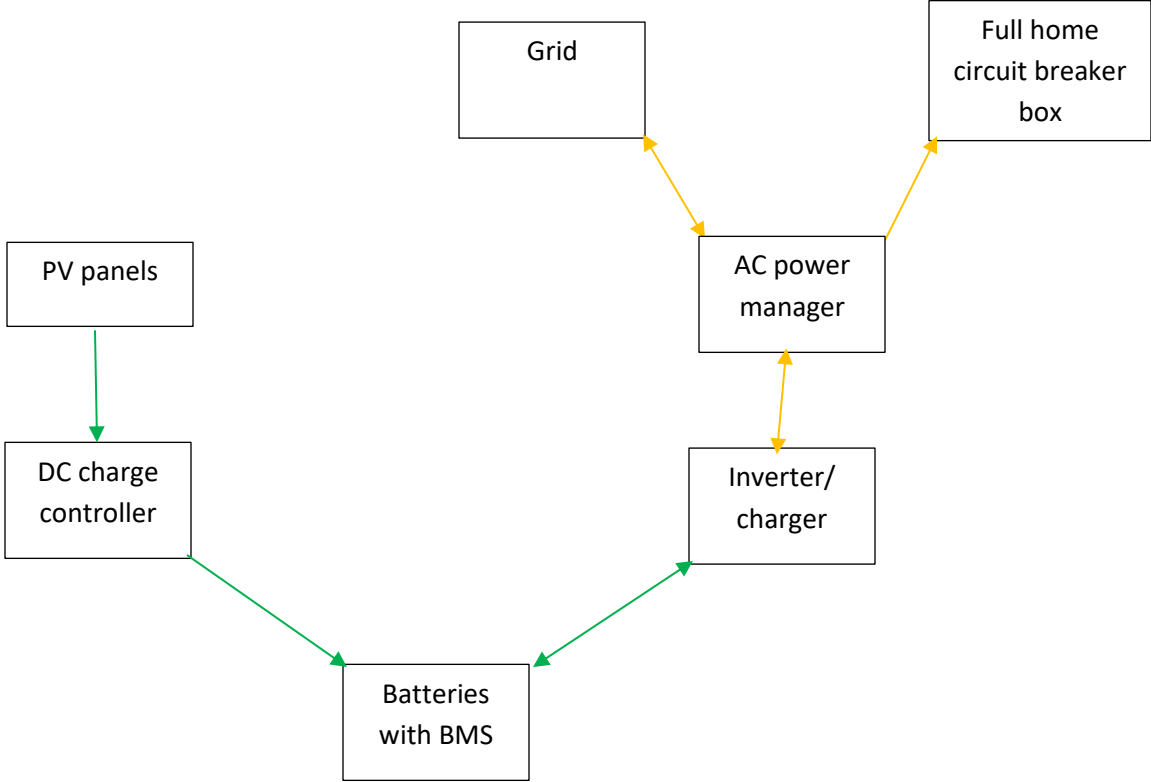 Grid
Full home
circuit breaker
box
PV panels
AC power
manager
DC charge
controller
Inverter/
charger
Batteries
with BMS